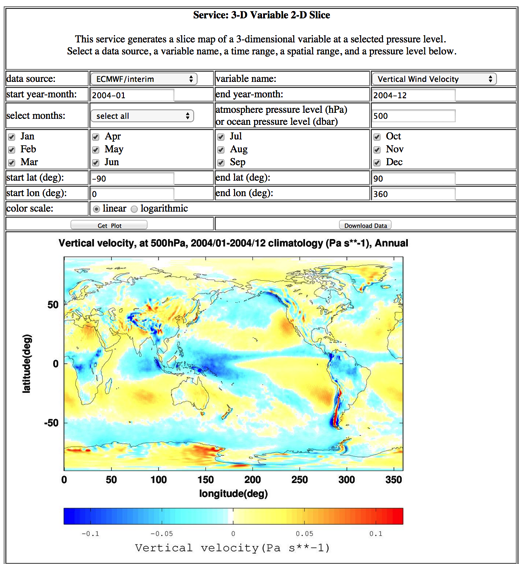 Service: 3-D Variable 2-D Slice
This service generates a slice map of a 3-dimensional variable at a selected pressure level.
Select a data source, a variable name, a time range, a spatial range, and a pressure level below.
data source: ECMWF/interim variable name: Vertical Wind Velocity
start year-month: 2004-01 end year-month: 2004-12
select months: select all atmosphere pressure level (hPa)
or ocean pressure level (dbar) 500
Jan Apr Jul Oct
Feb May Aug Nov
Mar Jun Sep Dec
start lat (deg): -90 end lat (deg): 90
start lon (deg): 0 end lon (deg): 360
color scale: linear logarithmic
Get Plot Download Data
Vertical velocity, at 500hPa, 2004/01-2004/12 climatology (Pa s**-1), Annual
50
0
-50
latitude(deg)
0 50 100 150 200 250 300 350
longitude(deg)
-0.1 -0.05 0 0.05 0.1
Vertical velocity(Pa s**-1)